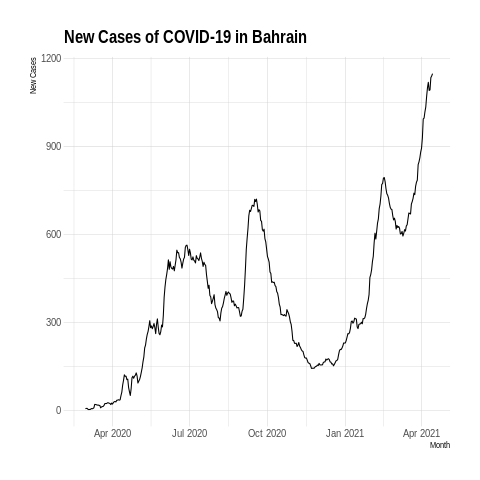 New Cases of COVID-19 in Bahrain
New Cases
1200
900
600
300
0
Apr 2020 Jul 2020 Oct 2020 Jan 2021 Apr 2021
Month